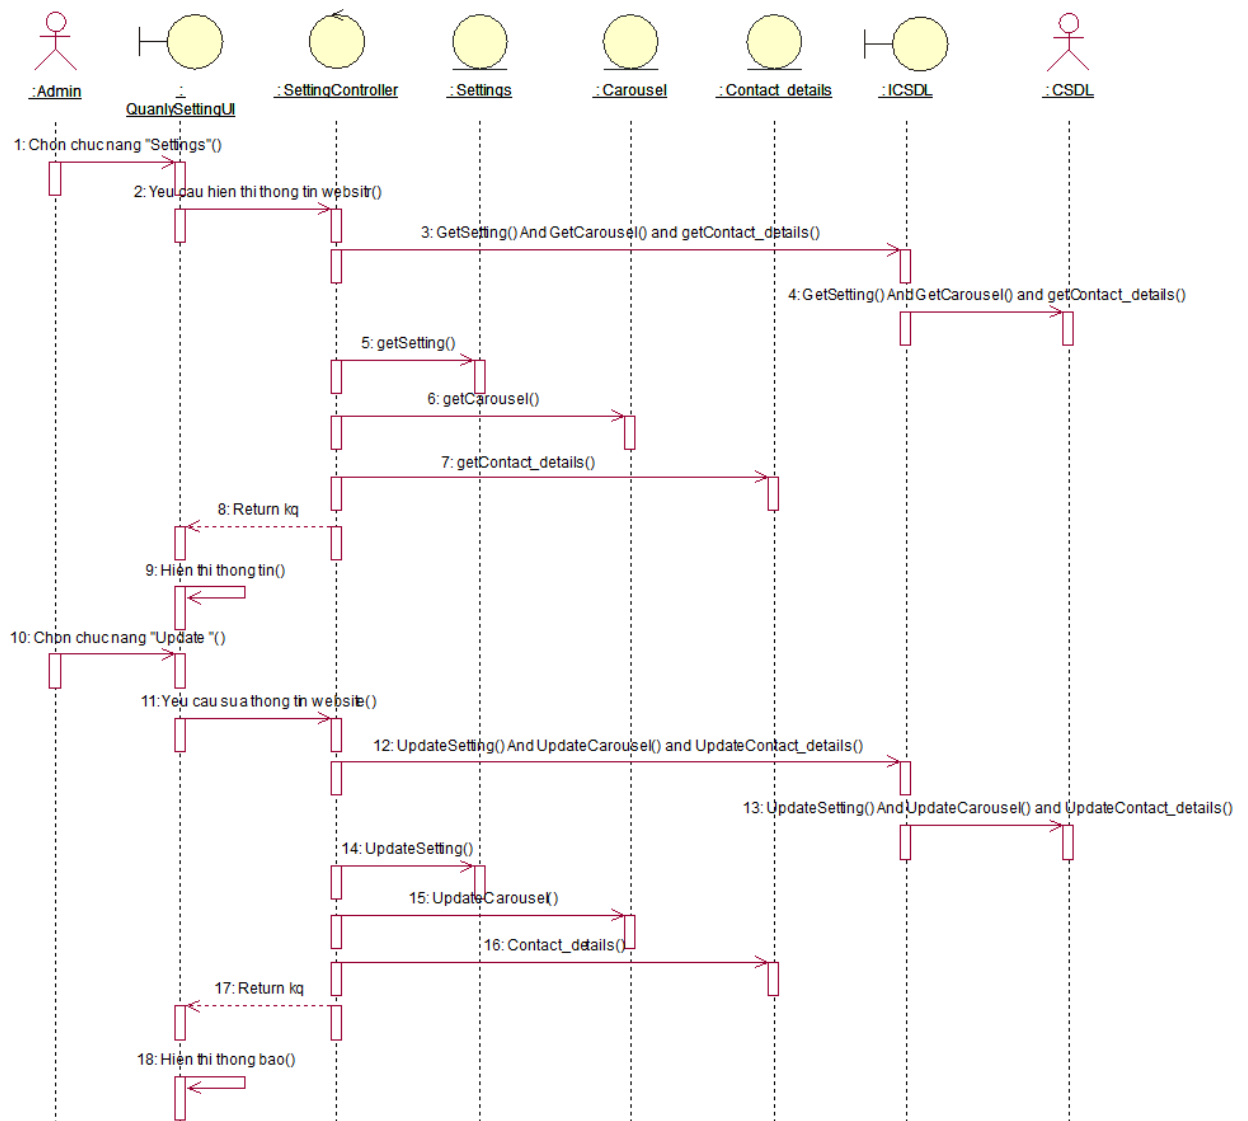 :Admin
:
QuanlySettingUI
:SettingController
:Settings
:Carousel
:Contact_details
:ICSDL
:CSDL
1: Chon chuc nang "Settings"()
2: Yeu cau hien thi thong tin websitr()
3: GetSetting() And GetCarousel() and getContact_details()
4: GetSetting() And GetCarousel() and getContact_details()
5: getSetting()
6: getCarousel()
7: getContact_details()
8: Return kq
9: Hien thi thong tin()
10: Chon chuc nang "Update "()
11: Yeu cau sua thong tin website()
12: UpdateSetting() And UpdateCarousel() and UpdateContact_details()
13: UpdateSetting() And UpdateCarousel() and UpdateContact_details()
14: UpdateSetting()
15: UpdateCarousel()
16: Contact_details()
17: Return kq
18: Hien thi thong bao()